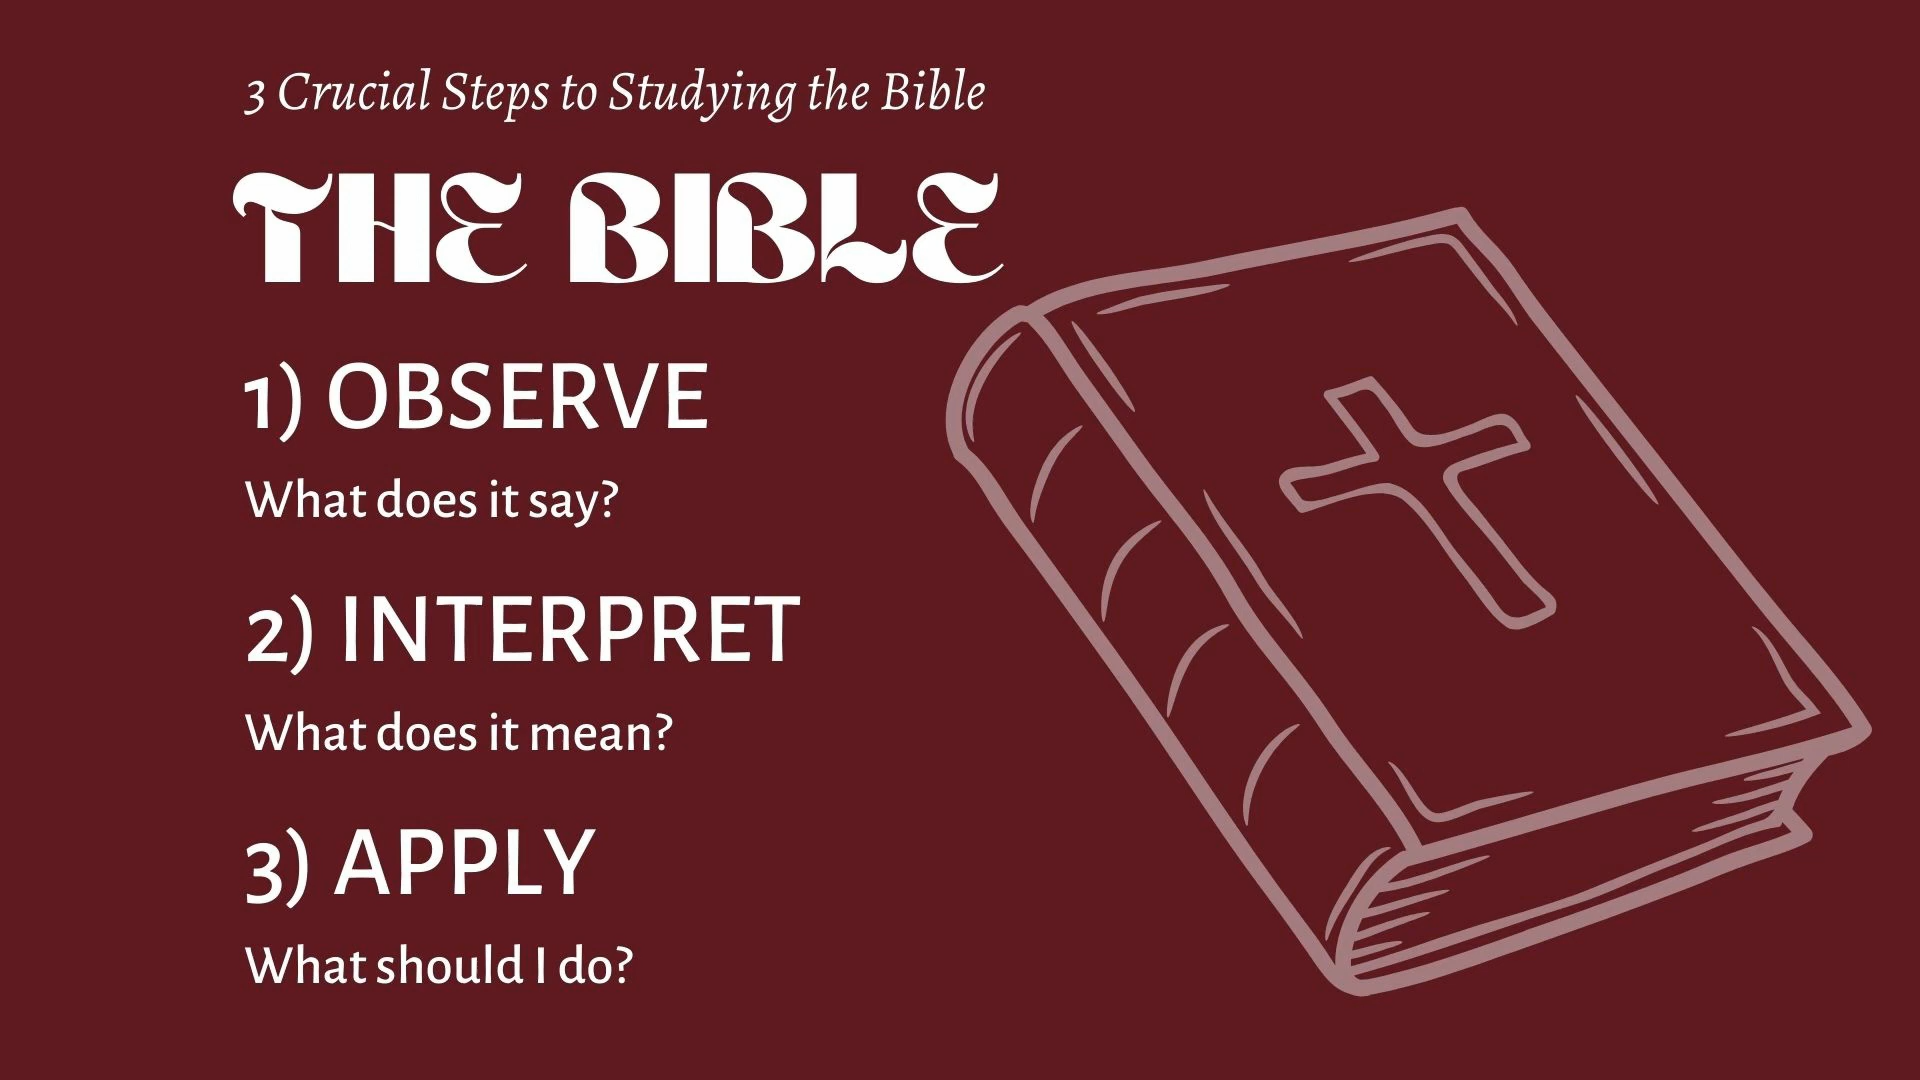 3 Crucial Steps to Studying the Bible
THE BIBLE
1) OBSERVE
What does it say?
2) INTERPRET
What does it mean?
3) APPLY
What should I do?